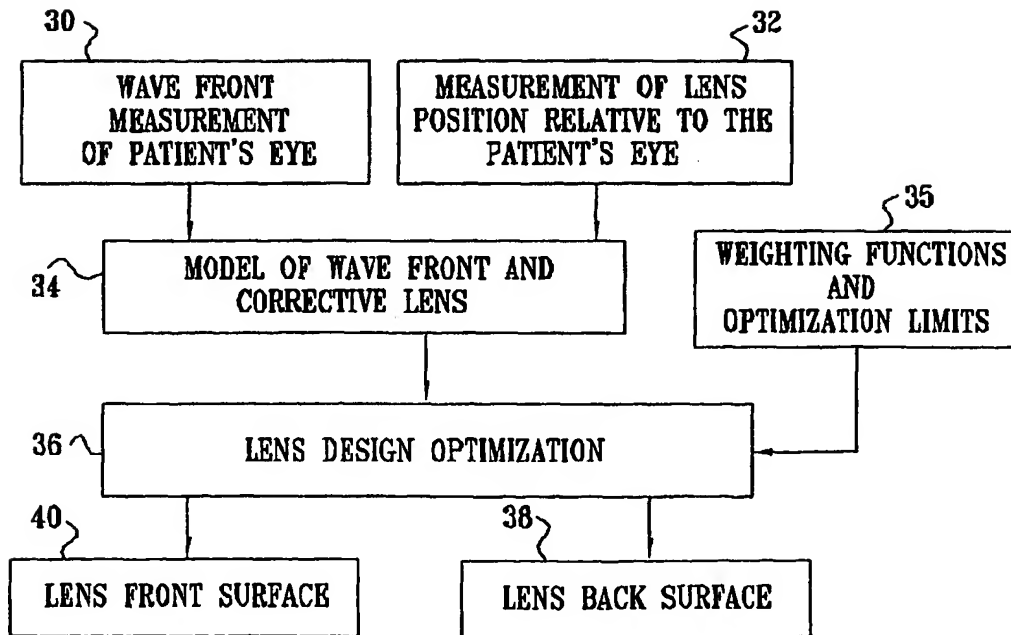 30
32
WAVE FRONT
MEASUREMENT
OF PATIENT'S EYE
MEASUREMENT OF LENS
POSITION RELATIVE TO THE
PATIENT'S EYE
35
34
MODEL OF WAVE FRONT AND
CORRECTIVE LENS
WEIGHTING FUNCTIONS
AND
OPTIMIZATION LIMITS
36
LENS DESIGN OPTIMIZATION
40
38
LENS FRONT SURFACE
LENS BACK SURFACE